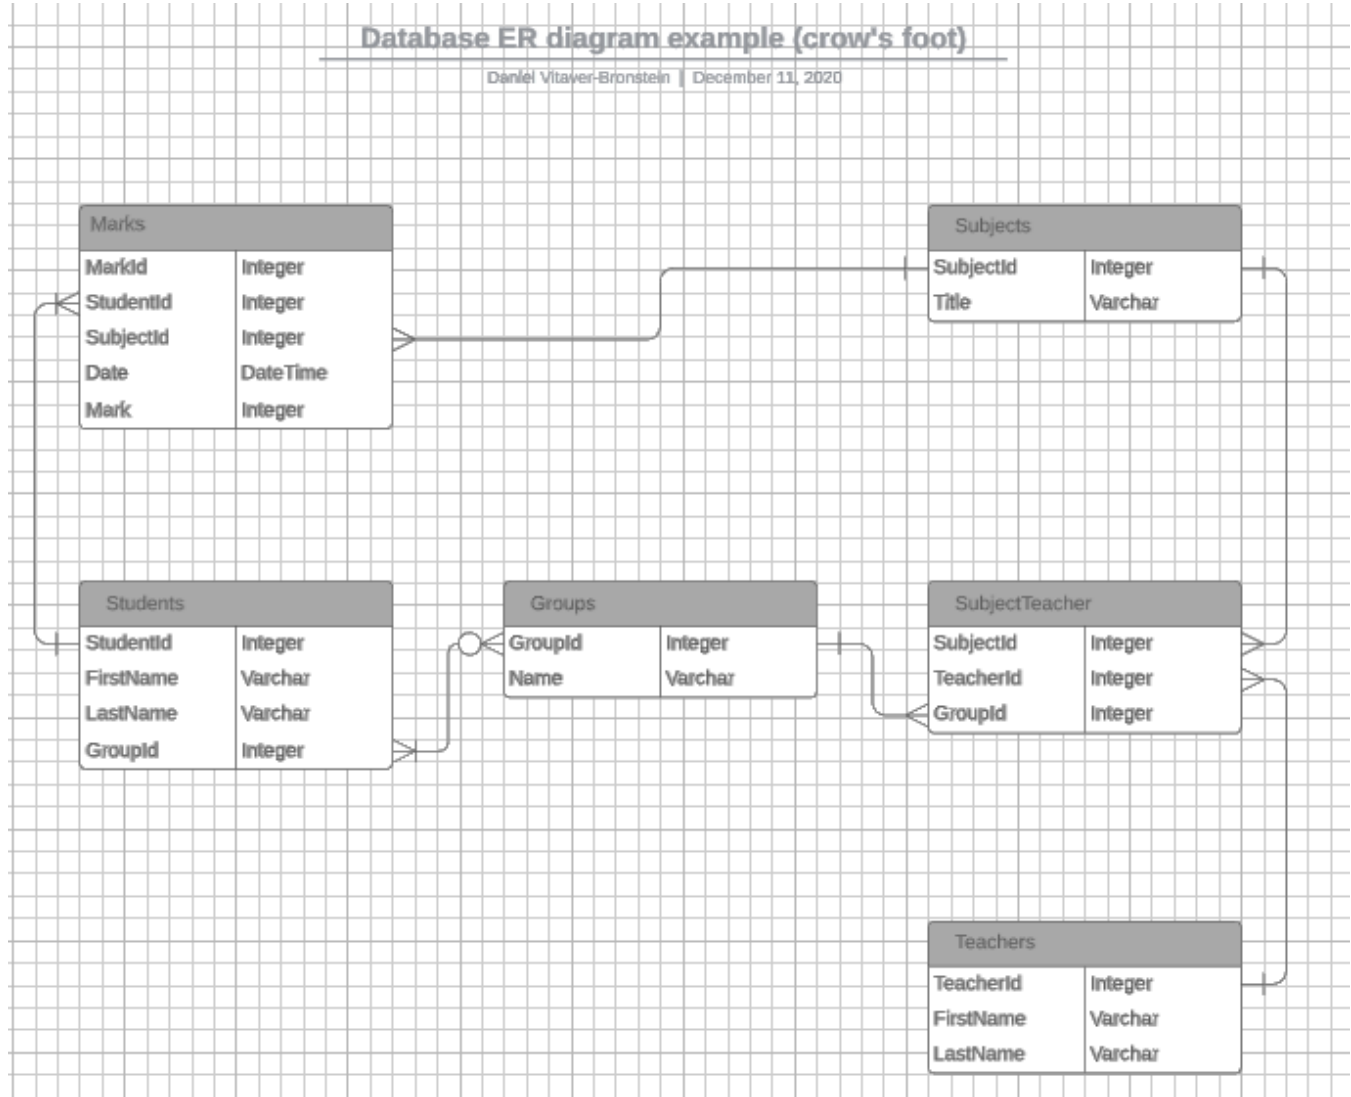 Database ER diagram example (crow's foot)
Daniel Vitaver-Bronstein | December 11, 2020
Marks
MarkId Integer
StudentId Integer
SubjectId Integer
Date DateTime
Mark Integer
Subjects
SubjectId Integer
Title Varchar
Students
StudentId Integer
FirstName Varchar
LastName Varchar
GroupId Integer
Groups
GroupId Integer
Name Varchar
SubjectTeacher
SubjectId Integer
TeacherId Integer
GroupId Integer
Teachers
TeacherId Integer
FirstName Varchar
LastName Varchar